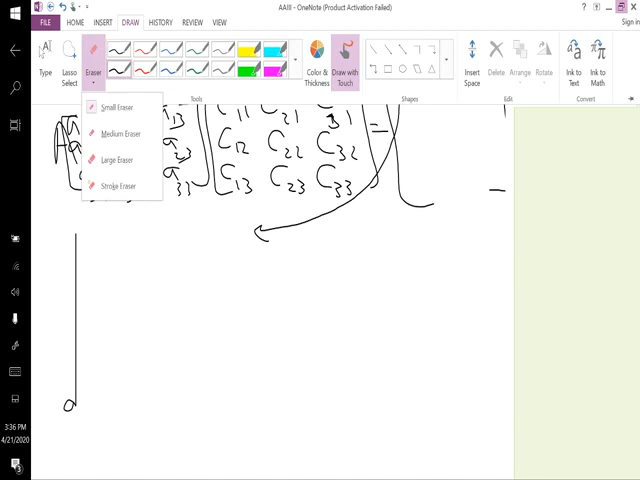 AAIII - OneNote (Product Activation Failed)
FILE HOME INSERT DRAW HISTORY REVIEW VIEW
Type Lasso Select Eraser Color & Thickness Draw with Touch Insert Space Delete Arrange Rotate Ink to Text Ink to Math
Tools Shapes Edit Convert
Small Eraser
Medium Eraser
Large Eraser
Stroke Eraser
a13 C11 C21 C31 =
a23 C12 C22 C32
a33 C13 C23 C33
3:36 PM
4/21/2020